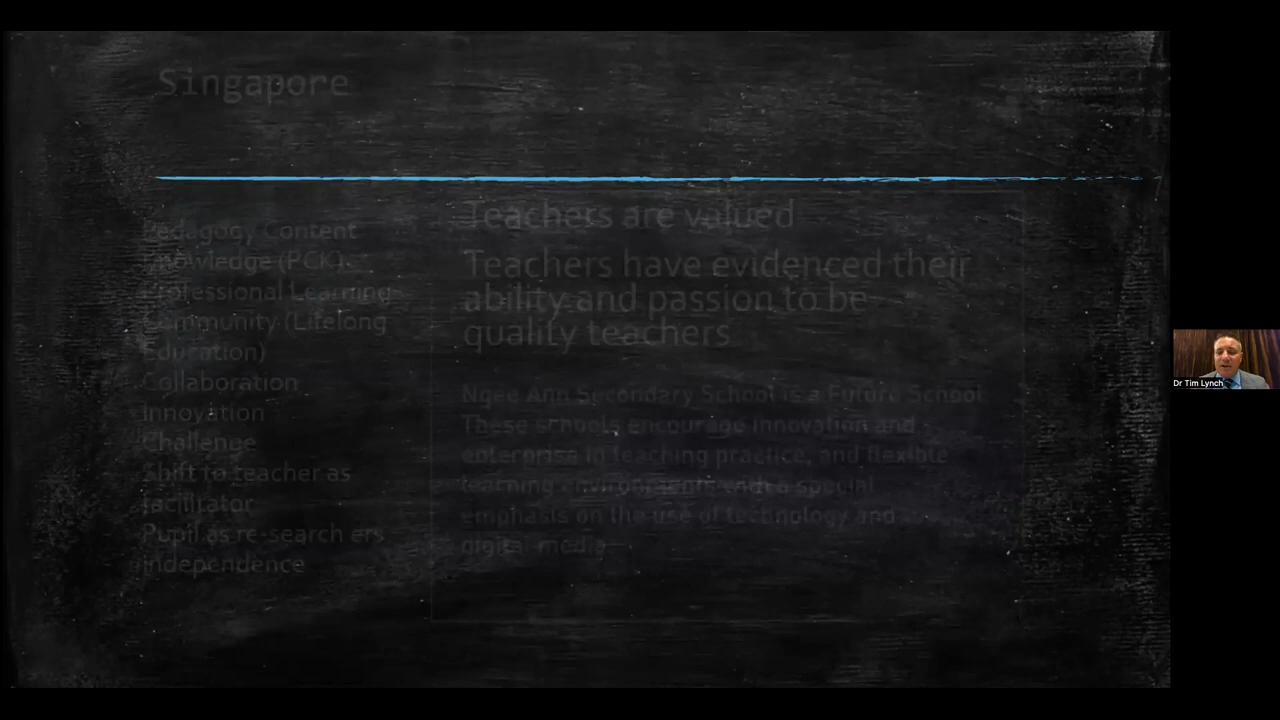 Singapore
Pedagogy Content
Knowledge (PCK)
Professional Learning
Community (Lifelong
Education)
Collaboration
Innovation
Challenge
Shift to teacher as
facilitator
Pupil as re-search ers
independence
Teachers are valued
Teachers have evidenced their
ability and passion to be
quality teachers
Ngee Ann Secondary School is a Future School
These schools encourage innovation and
enterprise in teaching practice, and flexible
learning environments with a special
emphasis on the use of technology and
digital media
Dr Tim Lynch